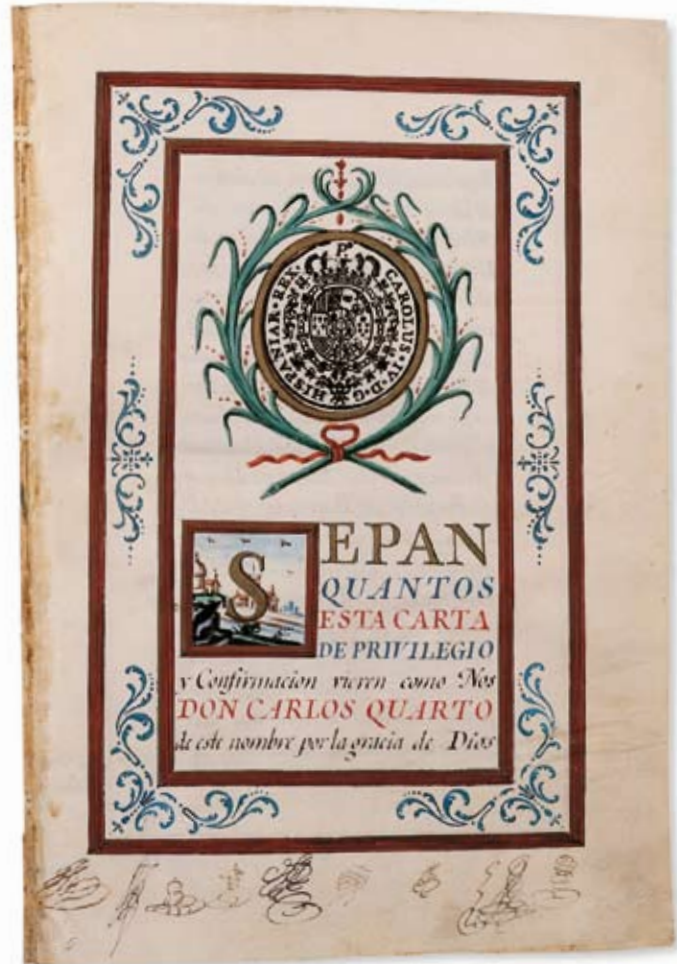 CAROLUS·IV·D·G·HISPANIAR·REX·
SEPAN
QUANTOS
ESTA CARTA
DE PRIVILEGIO
y Confirmacion vieren como Nos
DON CARLOS QUARTO
de este nombre por la gracia de Dios